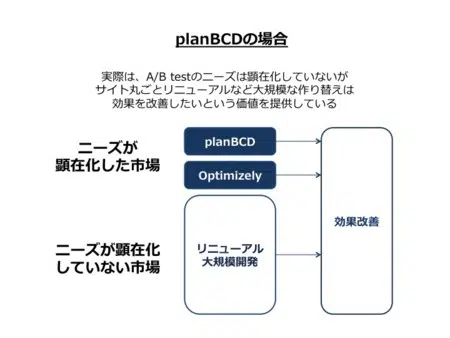 planBCDの場合
実際は、A/B testのニーズは顕在化していないが
サイト丸ごとリニューアルなど大規模な作り替えは
効果を改善したいという価値を提供している
ニーズが
顕在化した市場
planBCD
Optimizely
効果改善
ニーズが顕在化
していない市場
リニューアル
大規模開発